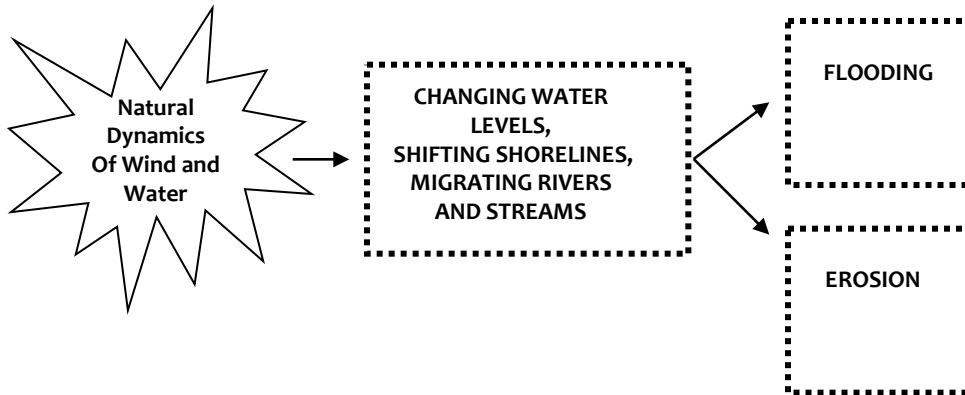 Natural
Dynamics
Of Wind and
Water
CHANGING WATER
LEVELS,
SHIFTING SHORELINES,
MIGRATING RIVERS
AND STREAMS
FLOODING
EROSION